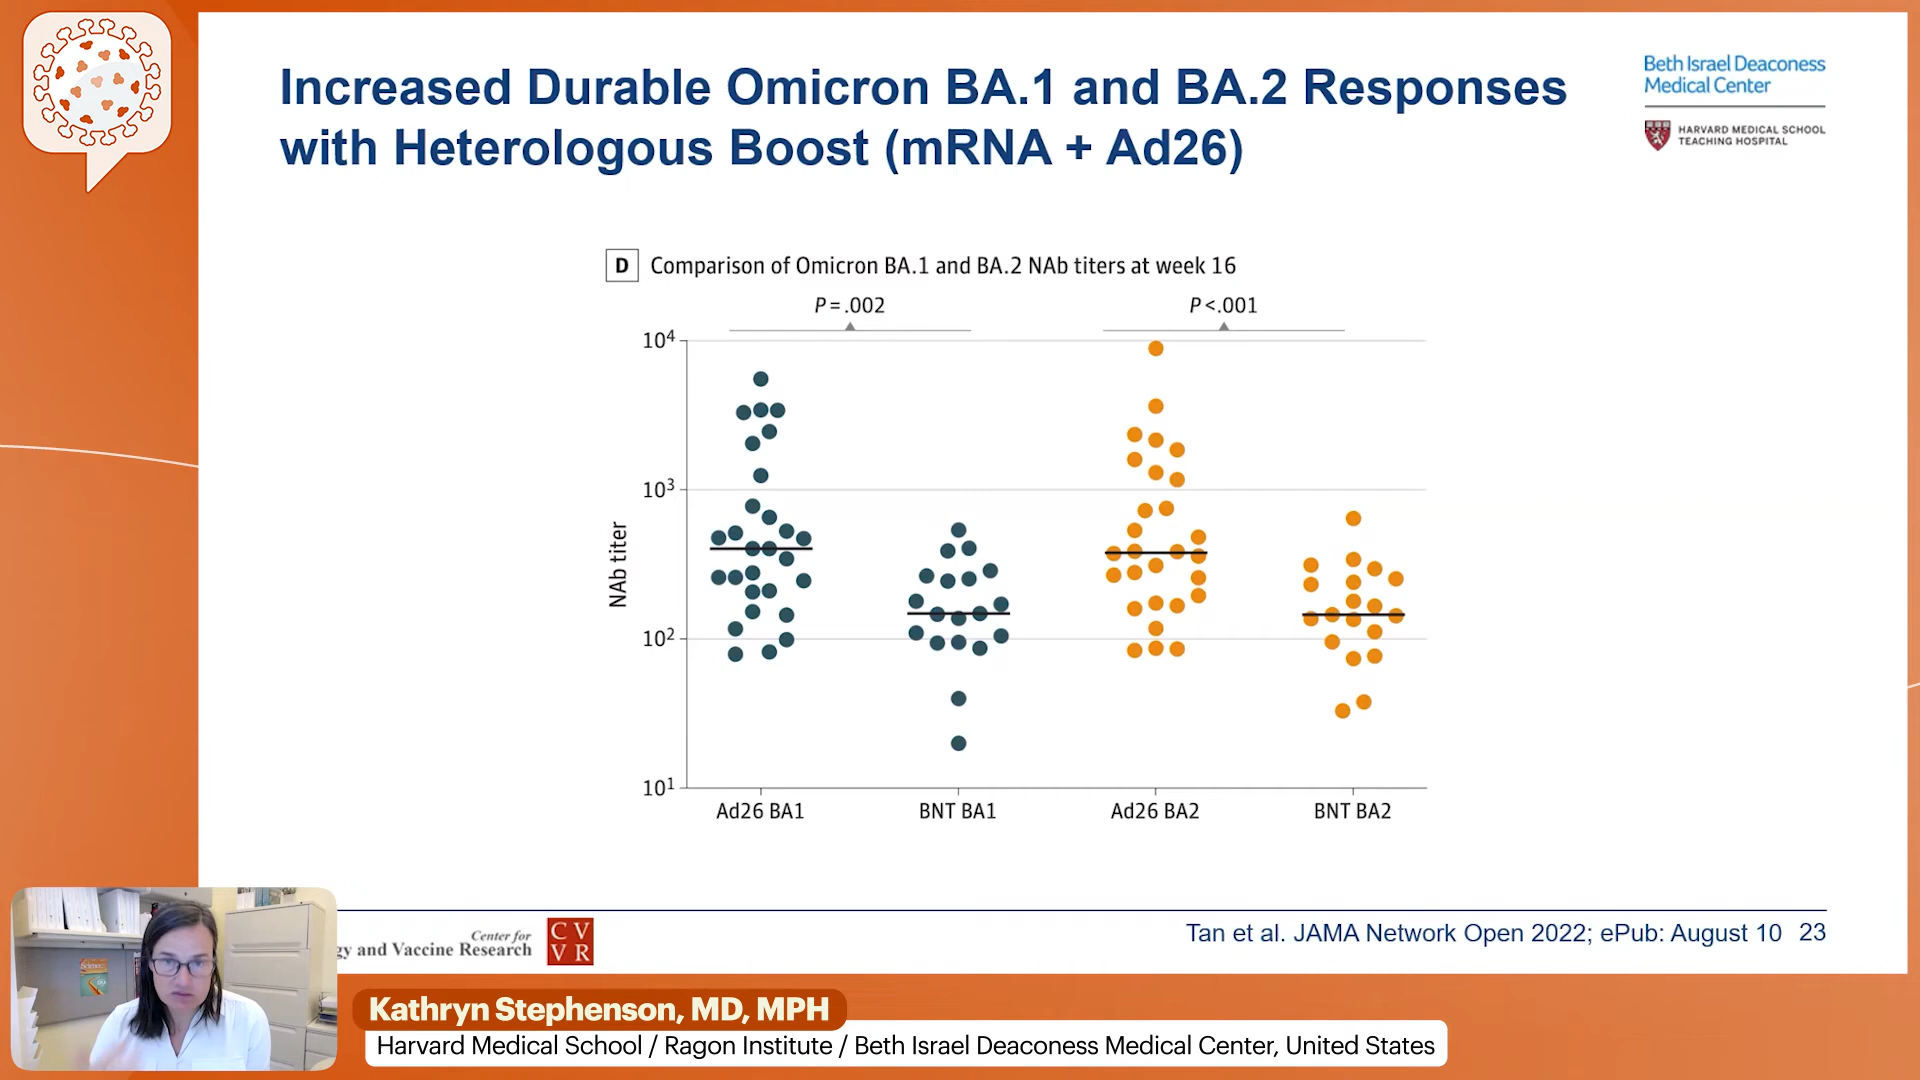 Increased Durable Omicron BA.1 and BA.2 Responses
with Heterologous Boost (mRNA + Ad26)
Beth Israel Deaconess
Medical Center
HARVARD MEDICAL SCHOOL
TEACHING HOSPITAL
D Comparison of Omicron BA.1 and BA.2 NAb titers at week 16
P = .002
P <.001
10⁴
10³
10²
10¹
NAb titer
Ad26 BA1
BNT BA1
Ad26 BA2
BNT BA2
Center for
gy and Vaccine Research
C V
V R
Tan et al. JAMA Network Open 2022; ePub: August 10 23
Kathryn Stephenson, MD, MPH
Harvard Medical School / Ragon Institute / Beth Israel Deaconess Medical Center, United States